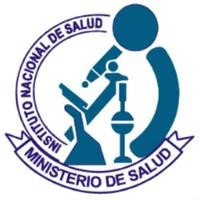 INSTITUTO NACIONAL DE SALUD
MINISTERIO DE SALUD